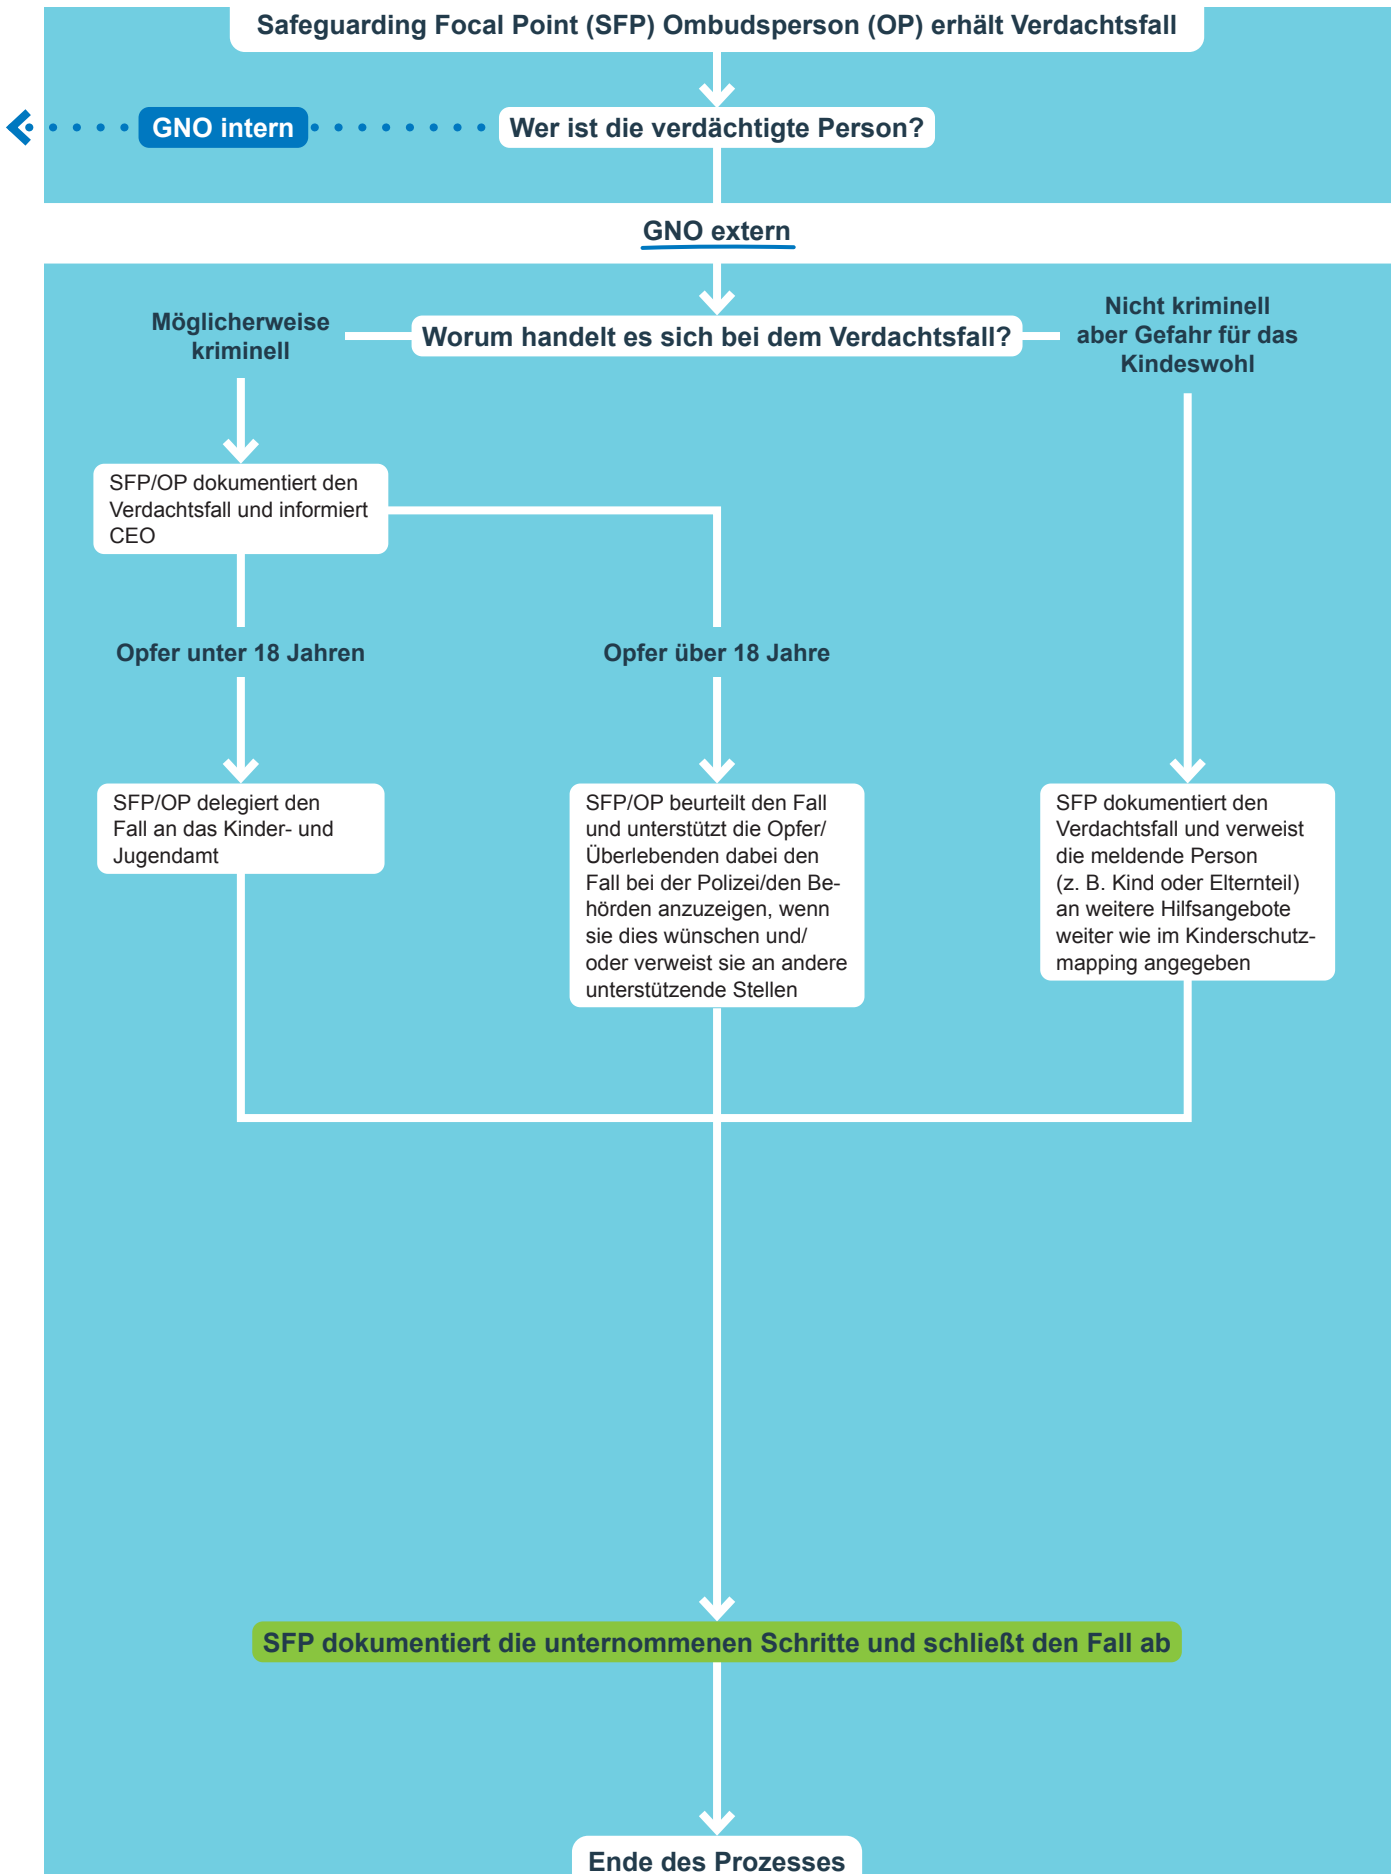 Safeguarding Focal Point (SFP) Ombudsperson (OP) erhält Verdachtsfall
GNO intern
Wer ist die verdächtigte Person?
GNO extern
Möglicherweise
kriminell
Worum handelt es sich bei dem Verdachtsfall?
Nicht kriminell
aber Gefahr für das
Kindeswohl
SFP/OP dokumentiert den
Verdachtsfall und informiert
CEO
Opfer unter 18 Jahren
Opfer über 18 Jahre
SFP/OP delegiert den
Fall an das Kinder- und
Jugendamt
SFP/OP beurteilt den Fall
und unterstützt die Opfer/
Überlebenden dabei den
Fall bei der Polizei/den Be-
hörden anzuzeigen, wenn
sie dies wünschen und/
oder verweist sie an andere
unterstützende Stellen
SFP dokumentiert den
Verdachtsfall und verweist
die meldende Person
(z. B. Kind oder Elternteil)
an weitere Hilfsangebote
weiter wie im Kinderschutz-
mapping angegeben
SFP dokumentiert die unternommenen Schritte und schließt den Fall ab
Ende des Prozesses